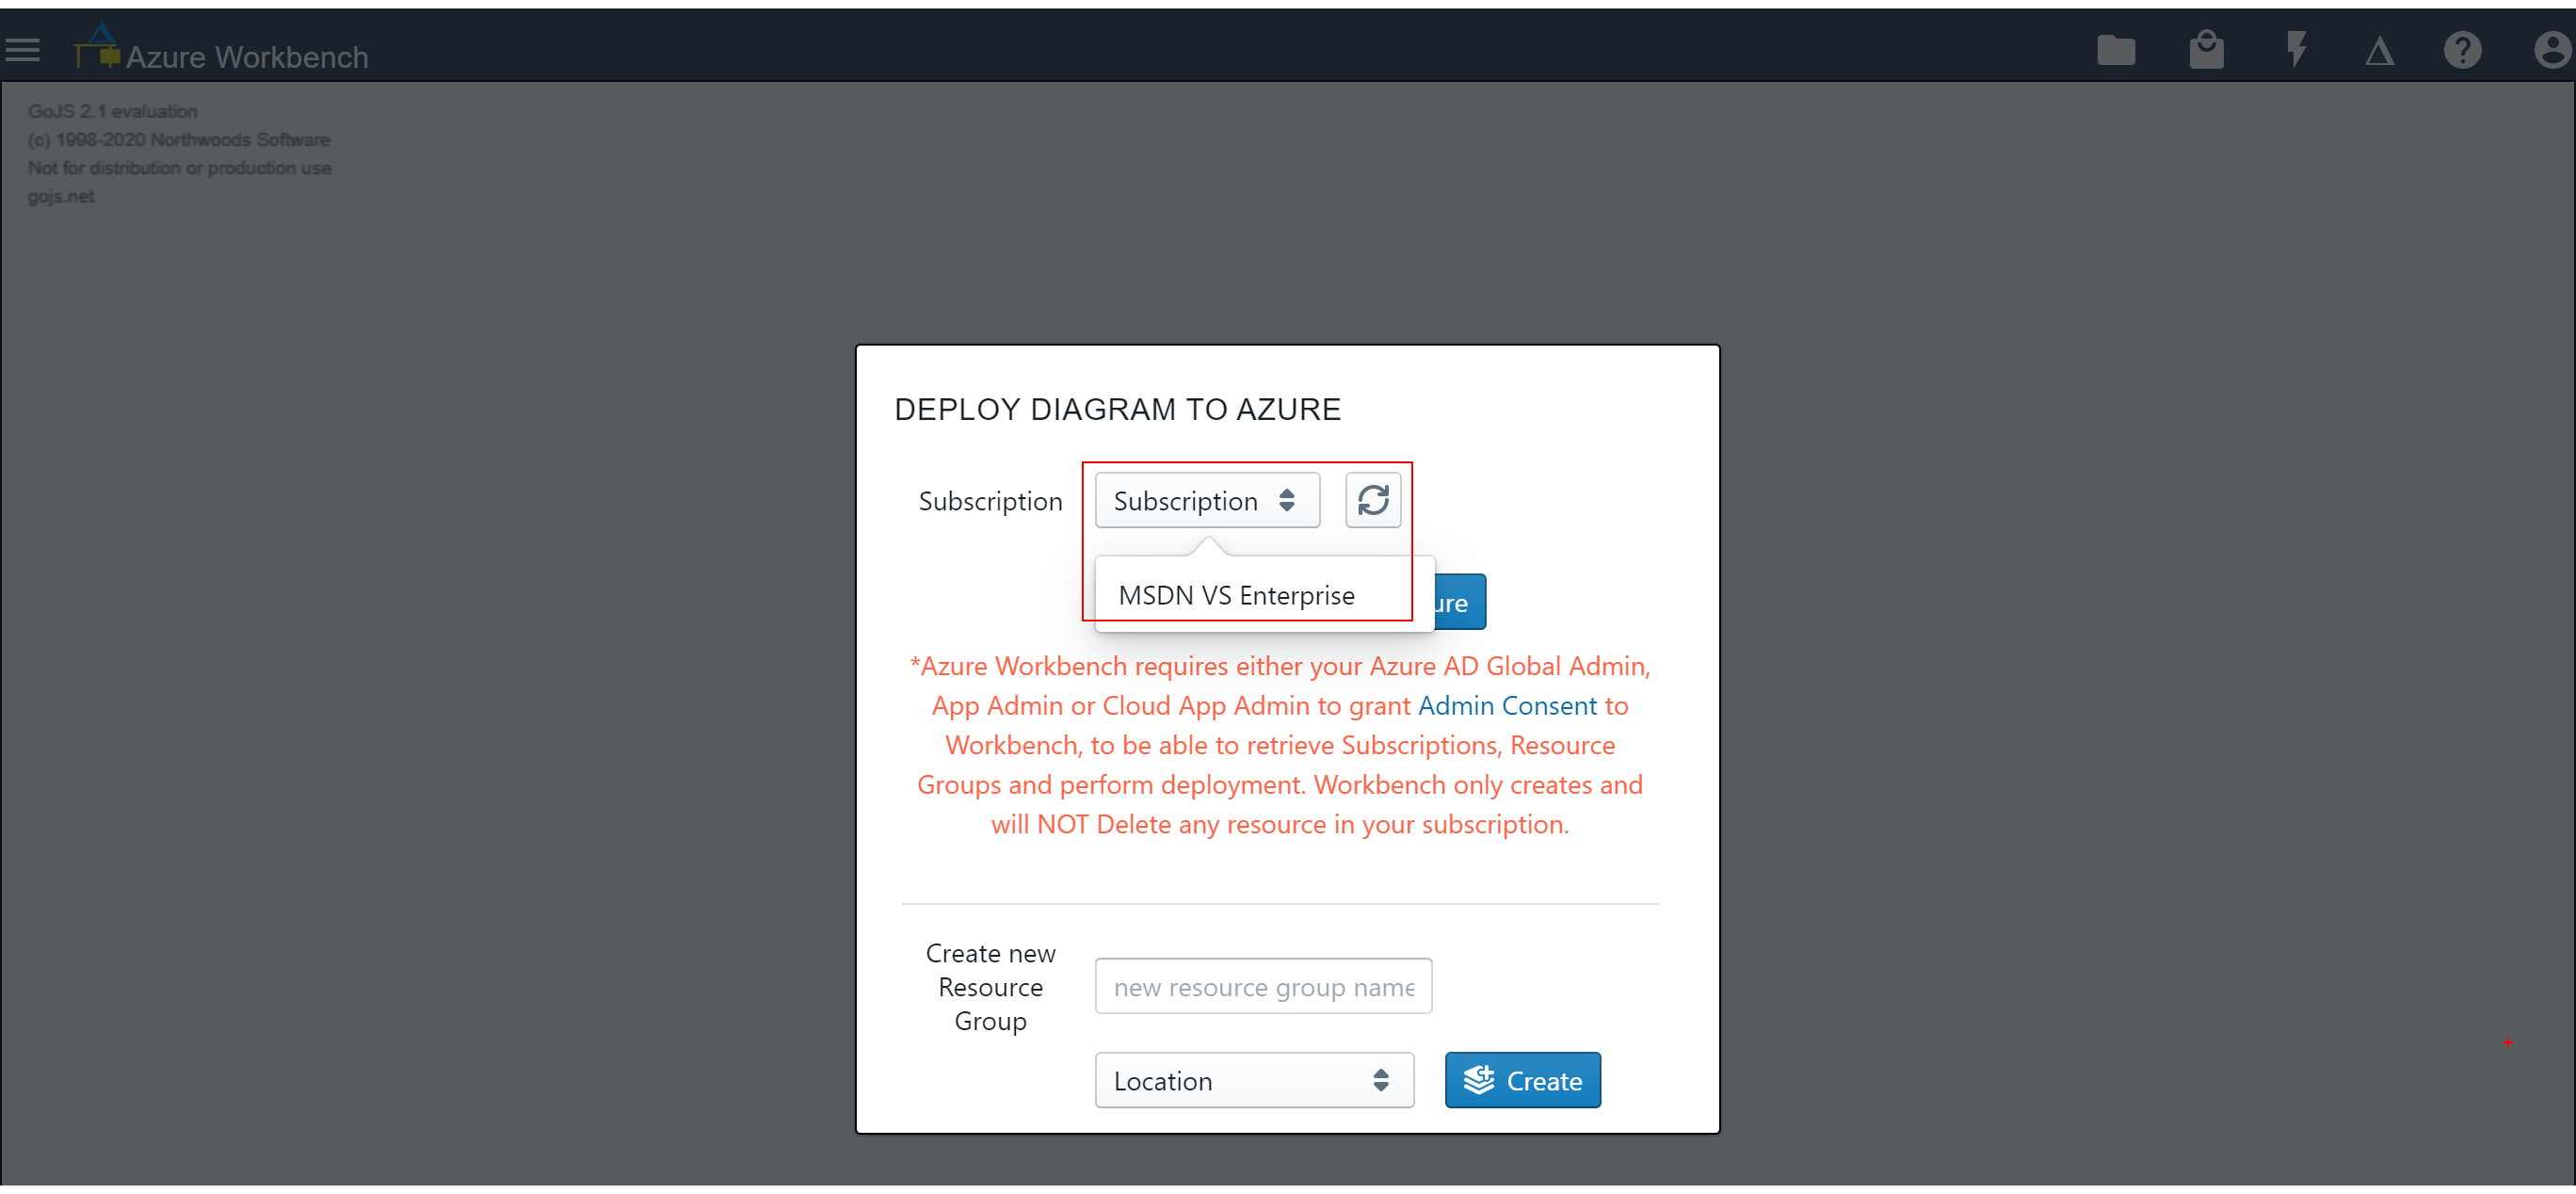 Azure Workbench
GoJS 2.1 evaluation
(c) 1998-2020 Northwoods Software
Not for distribution or production use
gojs.net
DEPLOY DIAGRAM TO AZURE
Subscription
Subscription
MSDN VS Enterprise
*Azure Workbench requires either your Azure AD Global Admin,
App Admin or Cloud App Admin to grant Admin Consent to
Workbench, to be able to retrieve Subscriptions, Resource
Groups and perform deployment. Workbench only creates and
will NOT Delete any resource in your subscription.
Create new
Resource
Group
new resource group name
Location
Create